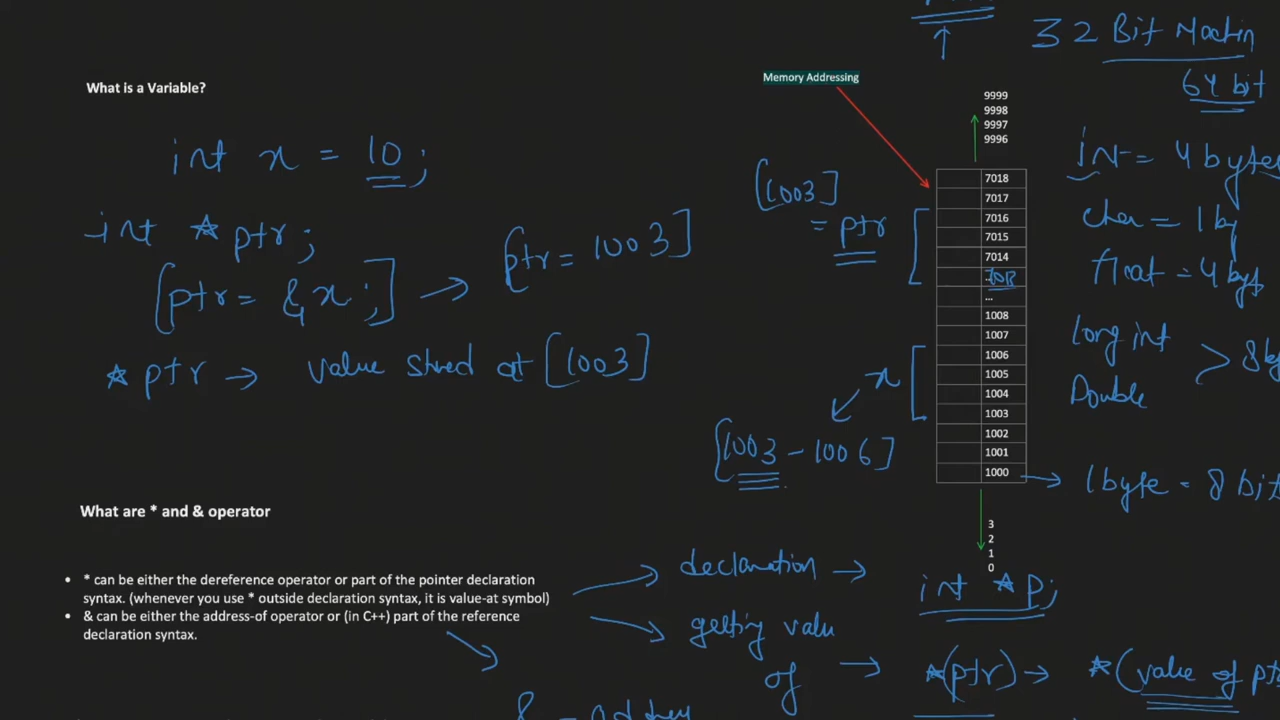 32 Bit Machin
64 bit
Memory Addressing
What is a Variable?
int x = 10;
int *ptr;
[ptr = &x;] → [ptr = 1003]
*ptr → value stored at [1003]
9999
9998
9997
9996
7018
7017
7016
7015
7014
7013
...
1008
1007
1006
1005
1004
1003
1002
1001
1000
3
2
1
0
[1003]
= ptr
x
[1003 - 1006]
int = 4 bytes
char = 1 by
float = 4 byt
long int
Double
> 8 by
→ 1 byte = 8 bit
What are * and & operator
• * can be either the dereference operator or part of the pointer declaration
syntax. (whenever you use * outside declaration syntax, it is value-at symbol)
• & can be either the address-of operator or (in C++) part of the reference
declaration syntax.
declaration → int *p;
getting valu
of → *(ptr) → *(value of pt